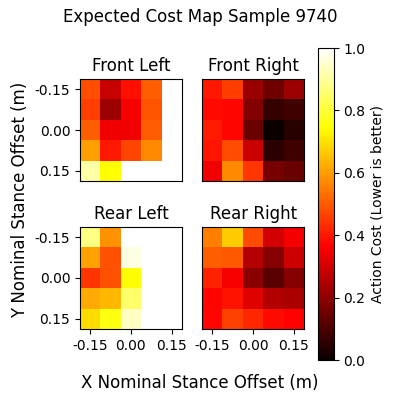 Expected Cost Map Sample 9740
Front Left
Front Right
-0.15
0.00
0.15
Rear Left
Rear Right
-0.15
0.00
0.15
-0.15
0.00
0.15
-0.15
0.00
0.15
Y Nominal Stance Offset (m)
X Nominal Stance Offset (m)
1.0
0.8
0.6
0.4
0.2
0.0
Action Cost (Lower is better)